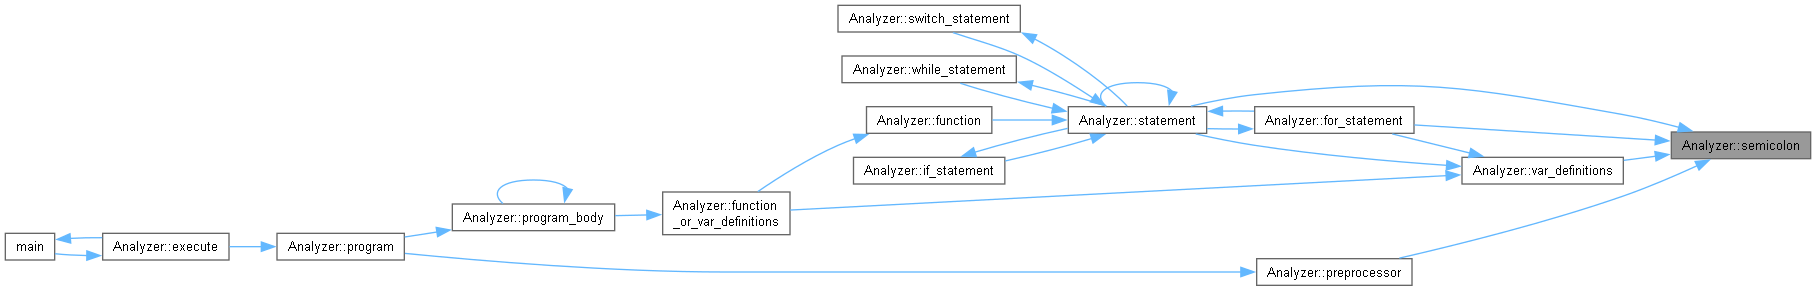 Analyzer::switch_statement
Analyzer::while_statement
Analyzer::function
Analyzer::statement
Analyzer::for_statement
Analyzer::semicolon
Analyzer::if_statement
Analyzer::var_definitions
Analyzer::function
_or_var_definitions
Analyzer::program_body
main
Analyzer::execute
Analyzer::program
Analyzer::preprocessor